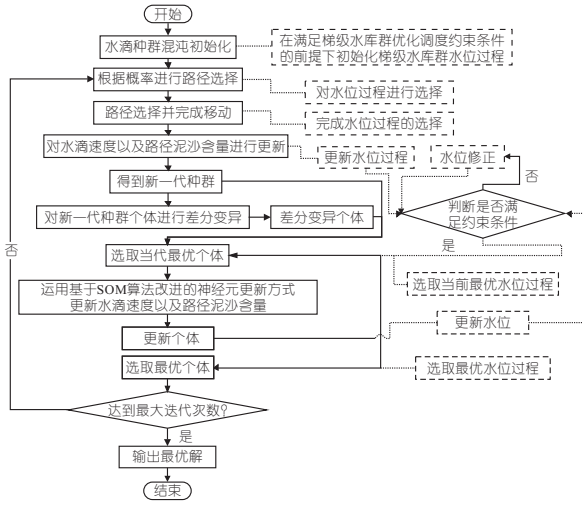 开始
水滴种群混沌初始化
在满足梯级水库群优化调度约束条件
的前提下初始化梯级水库群水位过程
根据概率进行路径选择
对水位过程进行选择
路径选择并完成移动
完成水位过程的选择
对水滴速度以及路径泥沙含量进行更新
更新水位过程
水位修正
否
得到新一代种群
判断是否满
足约束条件
对新一代种群个体进行差分变异
差分变异个体
否
是
选取当代最优个体
选取当前最优水位过程
运用基于SOM算法改进的神经元更新方式
更新水滴速度以及路径泥沙含量
更新水位
更新个体
选取最优个体
选取最优水位过程
达到最大迭代次数?
是
输出最优解
结束